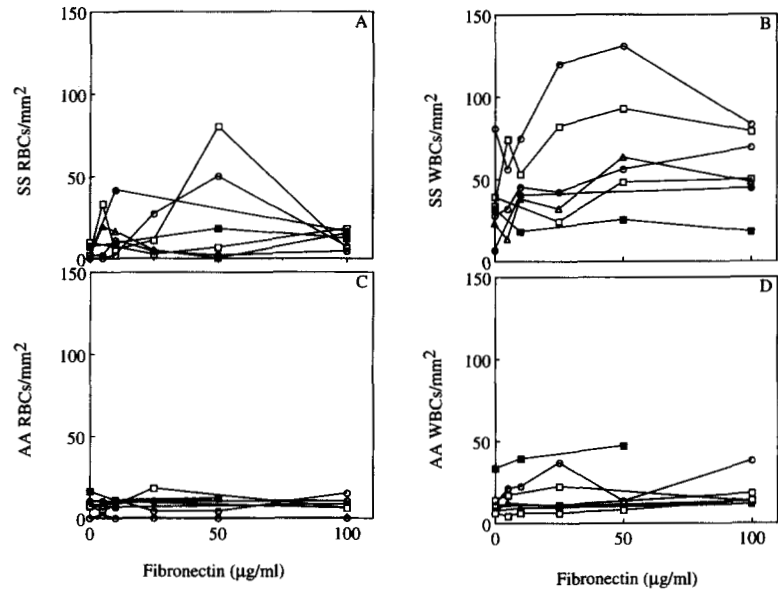 A
150
100
50
0
SS RBCs/mm²
B
150
100
50
0
SS WBCs/mm²
C
150
100
50
0
AA RBCs/mm²
0 50 100
Fibronectin (μg/ml)
D
150
100
50
0
AA WBCs/mm²
0 50 100
Fibronectin (μg/ml)